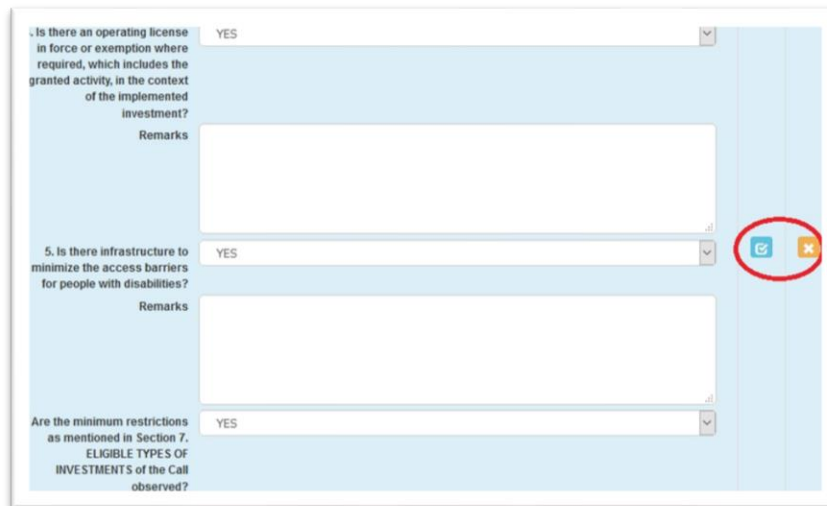 . Is there an operating license
in force or exemption where
required, which includes the
granted activity, in the context
of the implemented
investment?
YES
Remarks
5. Is there infrastructure to
minimize the access barriers
for people with disabilities?
YES
Remarks
Are the minimum restrictions
as mentioned in Section 7.
ELIGIBLE TYPES OF
INVESTMENTS of the Call
observed?
YES